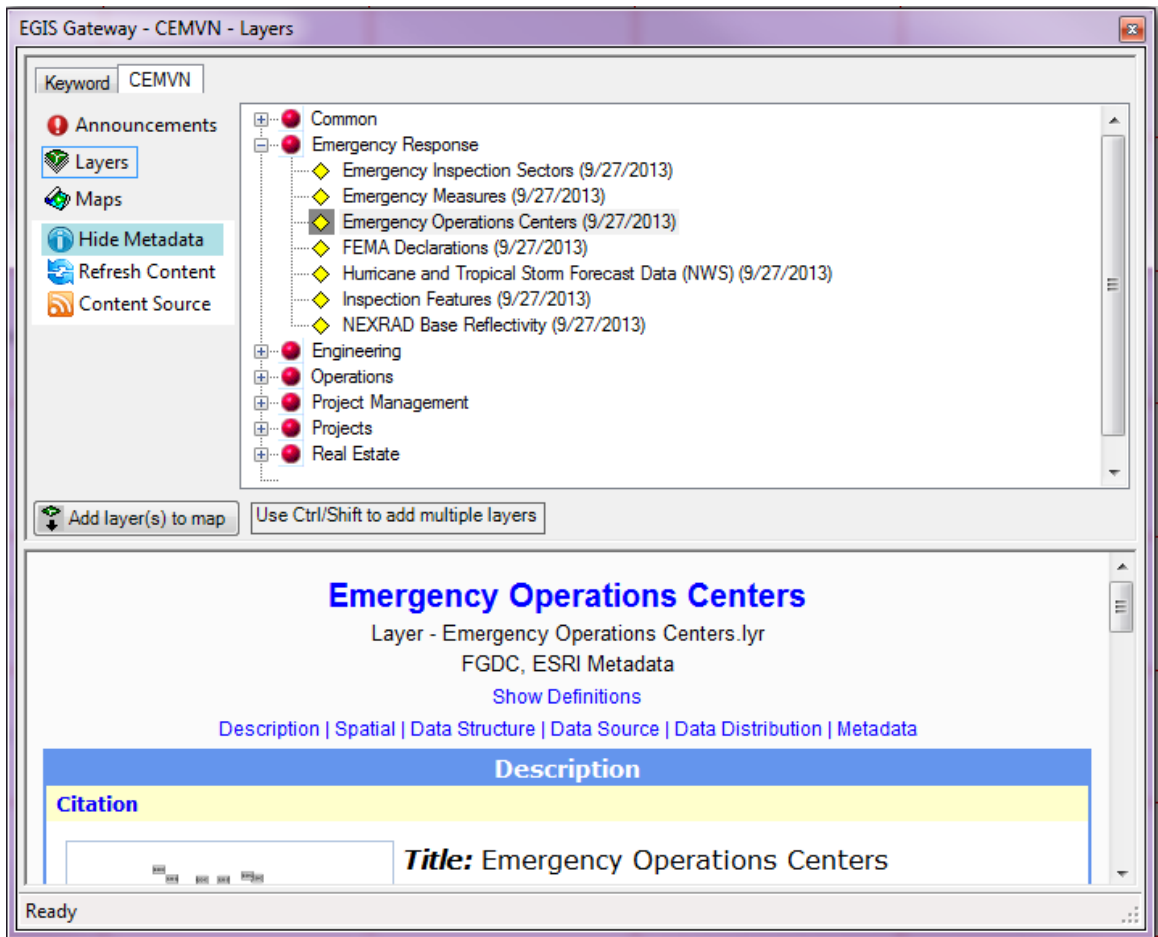 EGIS Gateway - CEMVN - Layers
Keyword CEMVN
Announcements
Layers
Maps
Hide Metadata
Refresh Content
Content Source
Common
Emergency Response
Emergency Inspection Sectors (9/27/2013)
Emergency Measures (9/27/2013)
Emergency Operations Centers (9/27/2013)
FEMA Declarations (9/27/2013)
Hurricane and Tropical Storm Forecast Data (NWS) (9/27/2013)
Inspection Features (9/27/2013)
NEXRAD Base Reflectivity (9/27/2013)
Engineering
Operations
Project Management
Projects
Real Estate
Add layer(s) to map
Use Ctrl/Shift to add multiple layers
Emergency Operations Centers
Layer - Emergency Operations Centers.lyr
FGDC, ESRI Metadata
Show Definitions
Description | Spatial | Data Structure | Data Source | Data Distribution | Metadata
Description
Citation
Title: Emergency Operations Centers
Ready